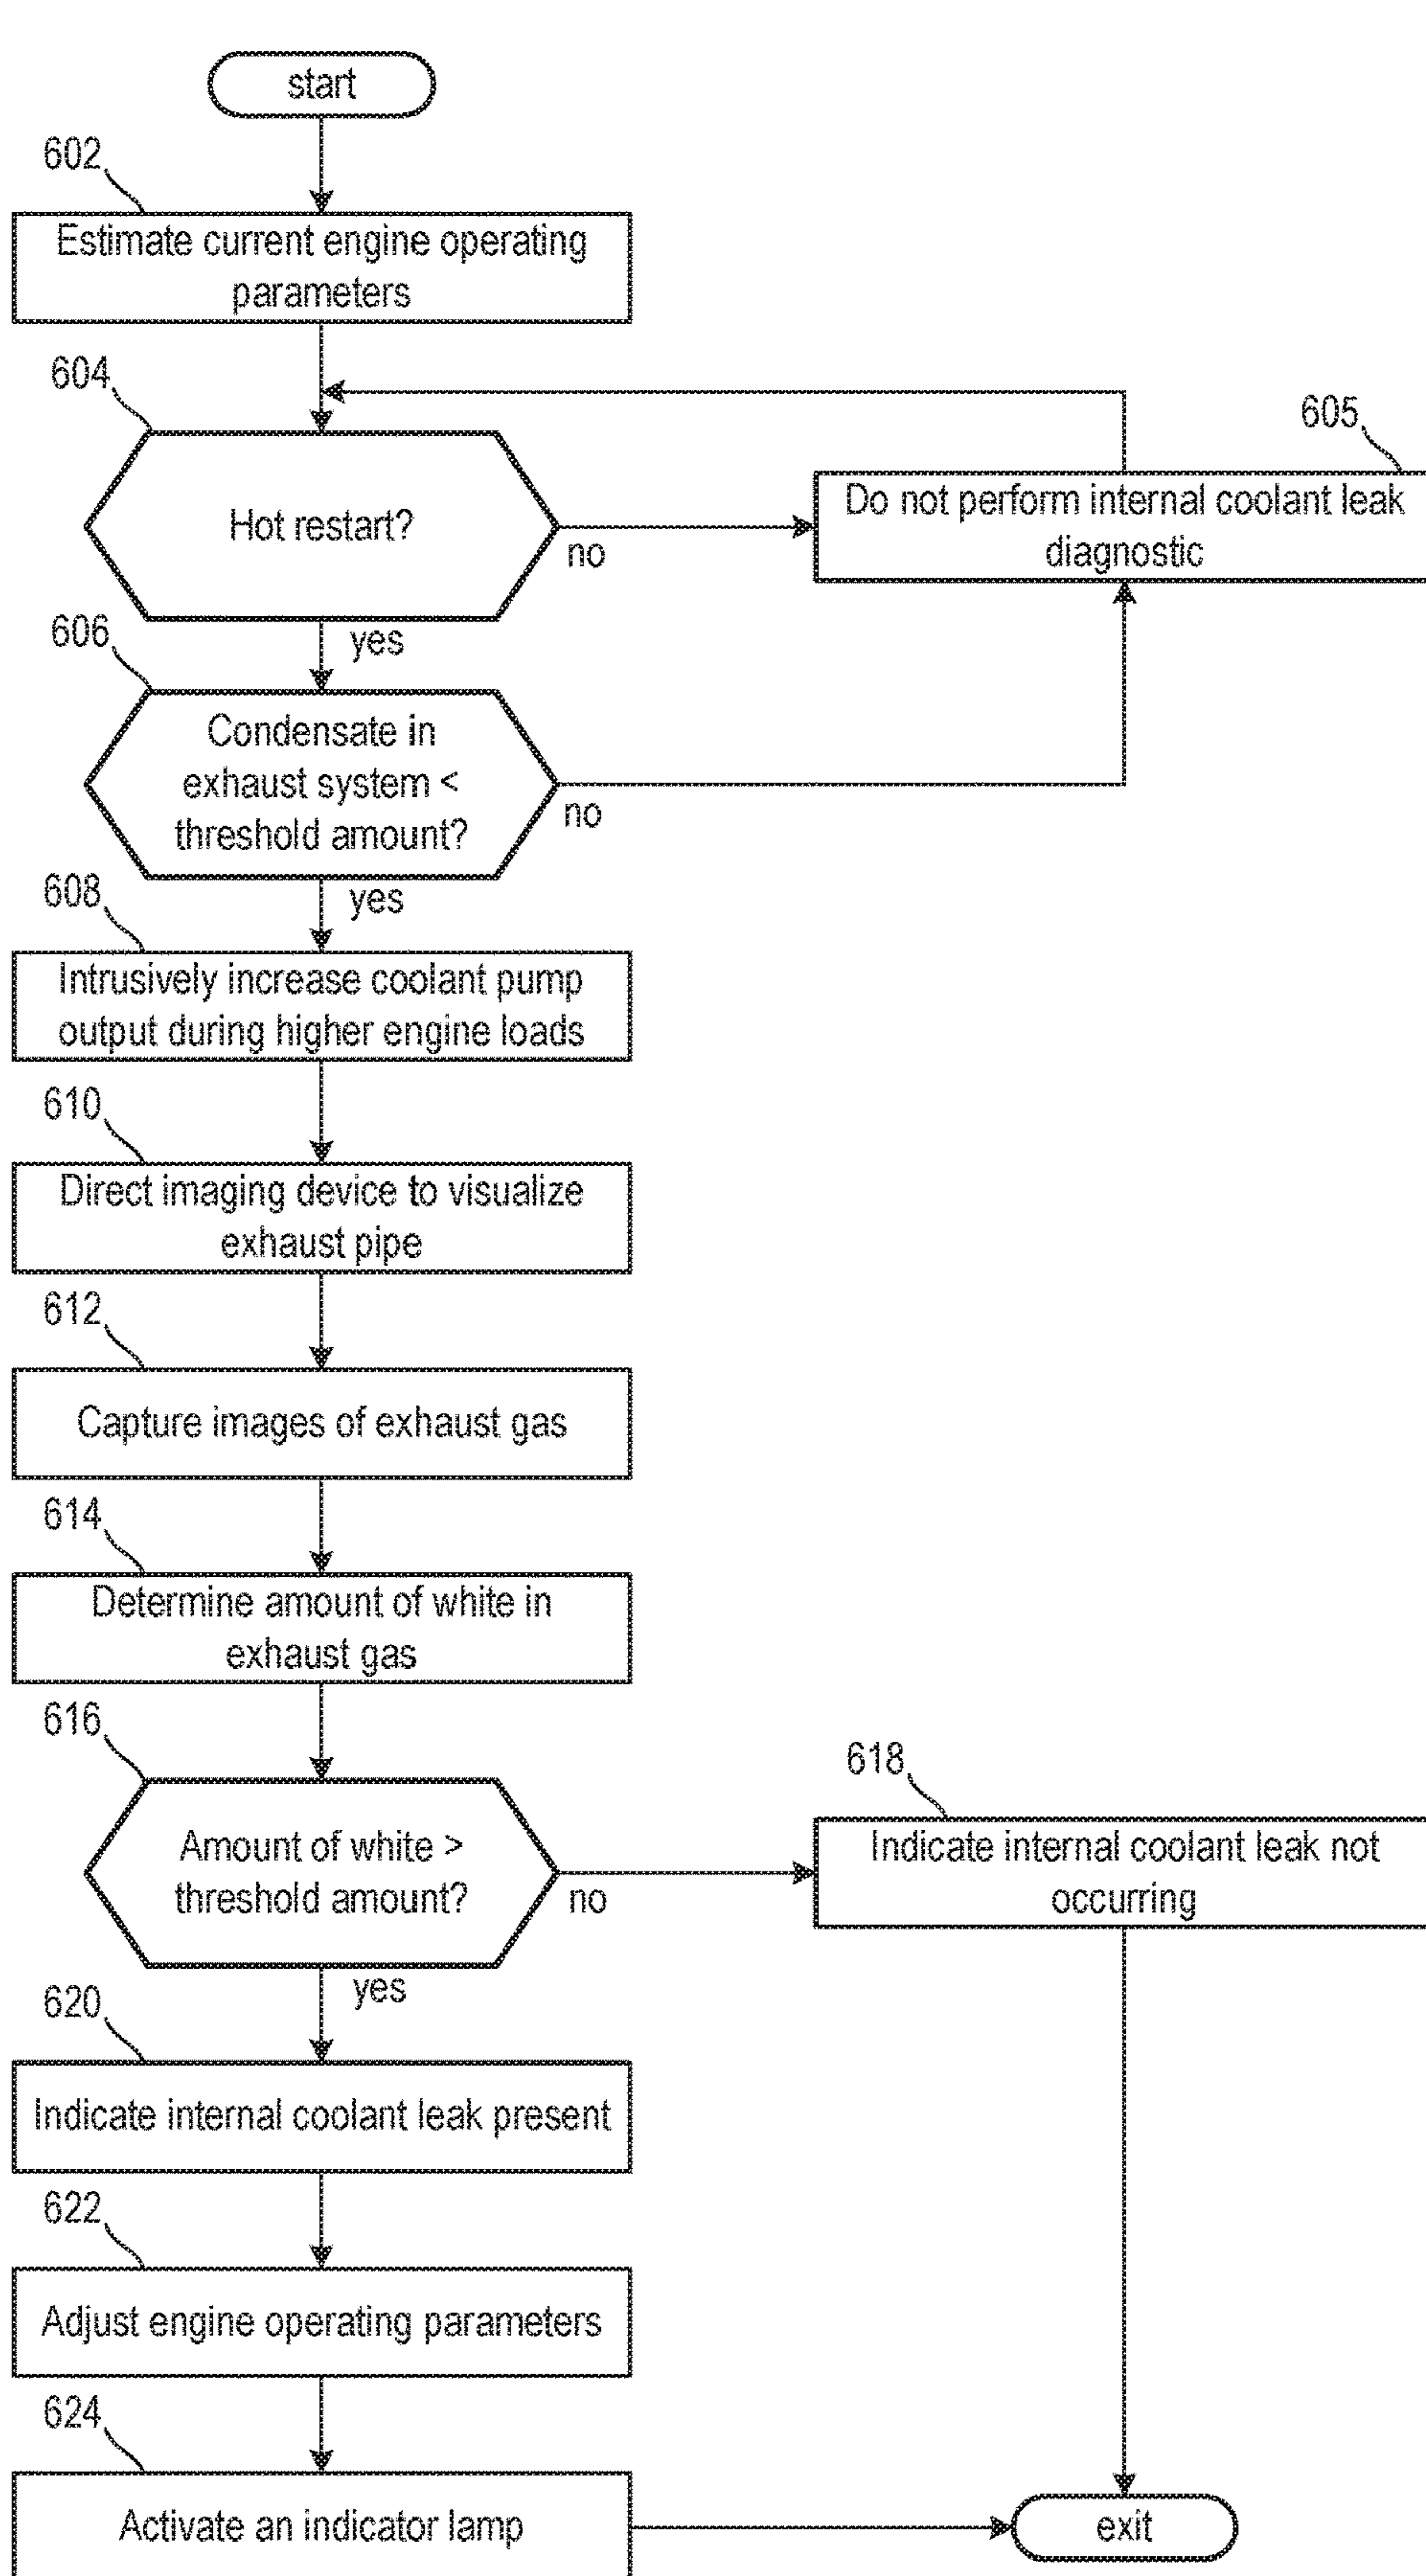 start
602
Estimate current engine operating
parameters
604
605
Hot restart?
no
Do not perform internal coolant leak
diagnostic
yes
606
Condensate in
exhaust system <
threshold amount?
no
yes
608
Intrusively increase coolant pump
output during higher engine loads
610
Direct imaging device to visualize
exhaust pipe
612
Capture images of exhaust gas
614
Determine amount of white in
exhaust gas
616
618
Amount of white >
threshold amount?
no
Indicate internal coolant leak not
occurring
yes
620
Indicate internal coolant leak present
622
Adjust engine operating parameters
624
Activate an indicator lamp
exit